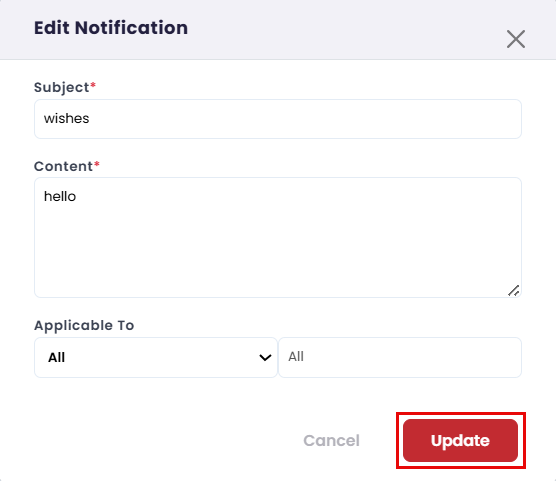 Edit Notification
Subject*
wishes
Content*
hello
Applicable To
All All
Cancel Update